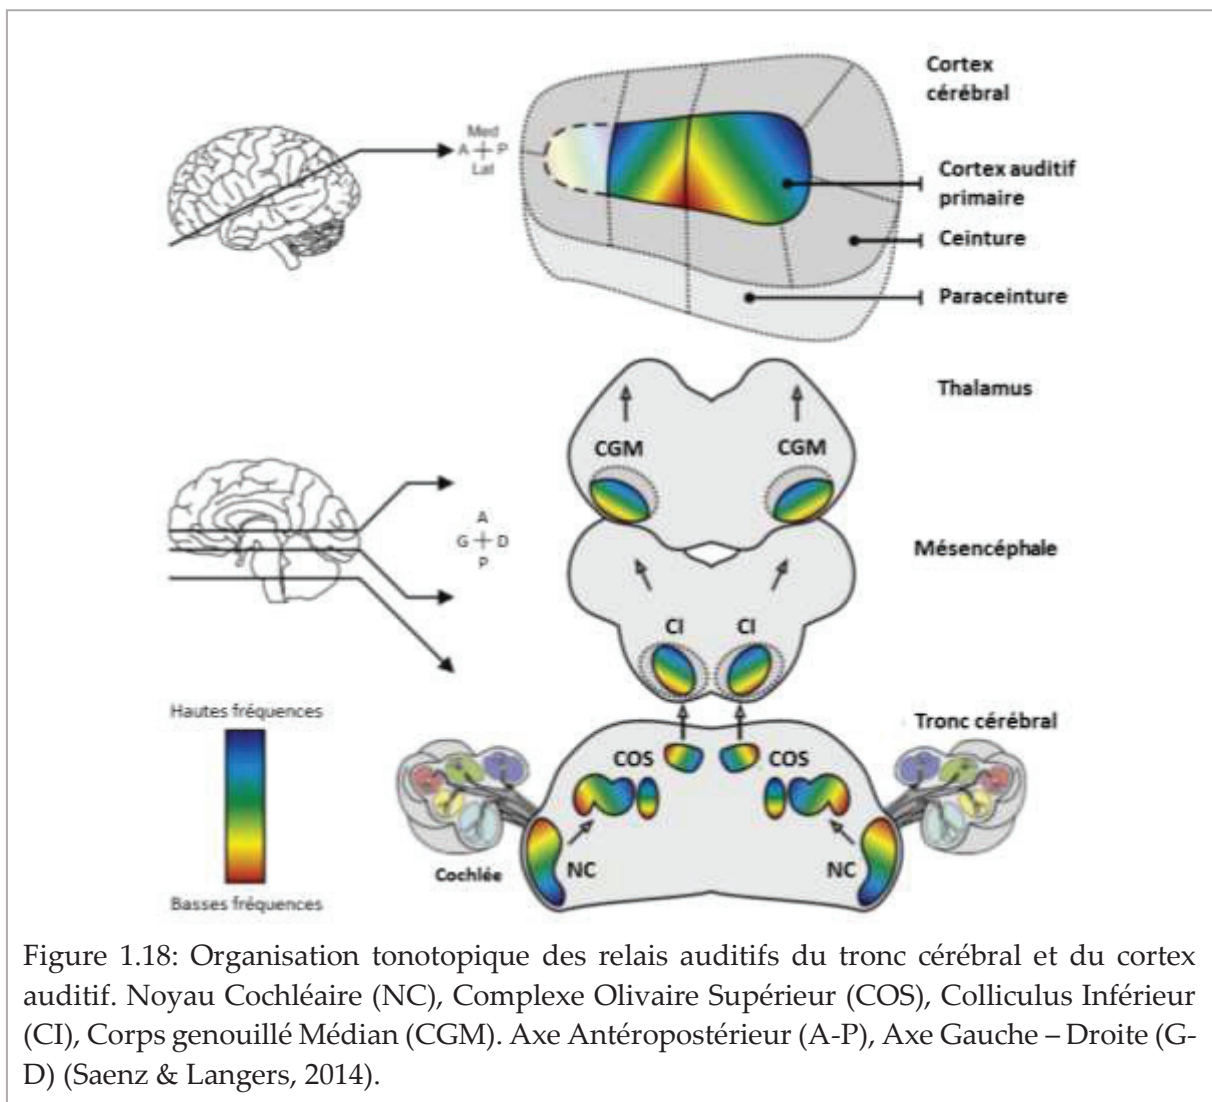 Cortex
cérébral
Med
A P
Lat
Cortex auditif
primaire
Ceinture
Paraceinture
Thalamus
CGM CGM
A
G D
P
Mésencéphale
CI CI
Hautes fréquences
Tronc cérébral
COS COS
NC NC
Cochlée
Basses fréquences
Figure 1.18: Organisation tonotopique des relais auditifs du tronc cérébral et du cortex
auditif. Noyau Cochléaire (NC), Complexe Olivaire Supérieur (COS), Colliculus Inférieur
(CI), Corps genouillé Médian (CGM). Axe Antéropostérieur (A-P), Axe Gauche – Droite (G-
D) (Saenz & Langers, 2014).